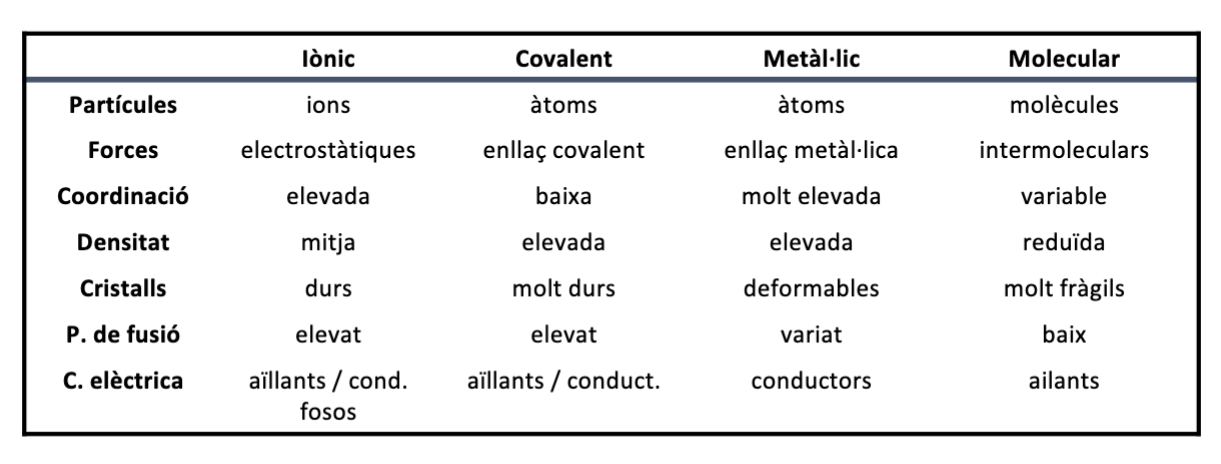 Iònic Covalent Metàl·lic Molecular
Partícules ions àtoms àtoms molècules
Forces electrostàtiques enllaç covalent enllaç metàl·lica intermoleculars
Coordinació elevada baixa molt elevada variable
Densitat mitja elevada elevada reduïda
Cristalls durs molt durs deformables molt fràgils
P. de fusió elevat elevat variat baix
C. elèctrica aïllants / cond. aïllants / conduct. conductors ailants
fosos